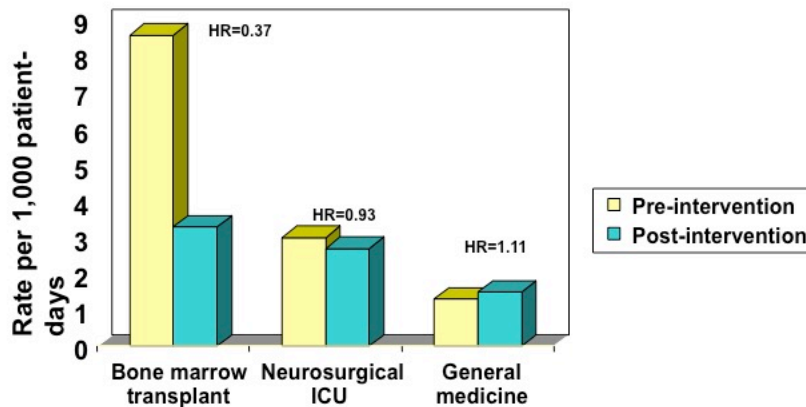 Rate per 1,000 patient-
days
9
8
7
6
5
4
3
2
1
0
HR=0.37
HR=0.93
HR=1.11
Bone marrow
transplant
Neurosurgical
ICU
General
medicine
Pre-intervention
Post-intervention